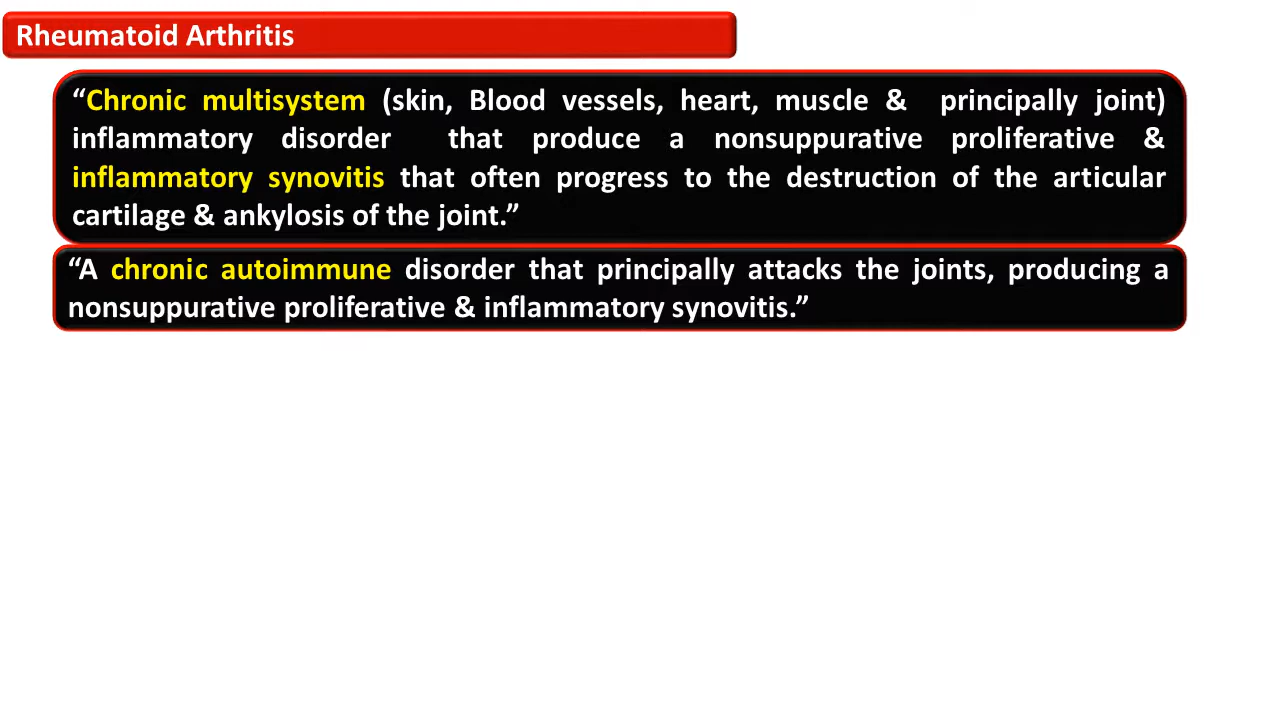 Rheumatoid Arthritis
“Chronic multisystem (skin, Blood vessels, heart, muscle & principally joint)
inflammatory disorder that produce a nonsuppurative proliferative &
inflammatory synovitis that often progress to the destruction of the articular
cartilage & ankylosis of the joint.”
“A chronic autoimmune disorder that principally attacks the joints, producing a
nonsuppurative proliferative & inflammatory synovitis.”